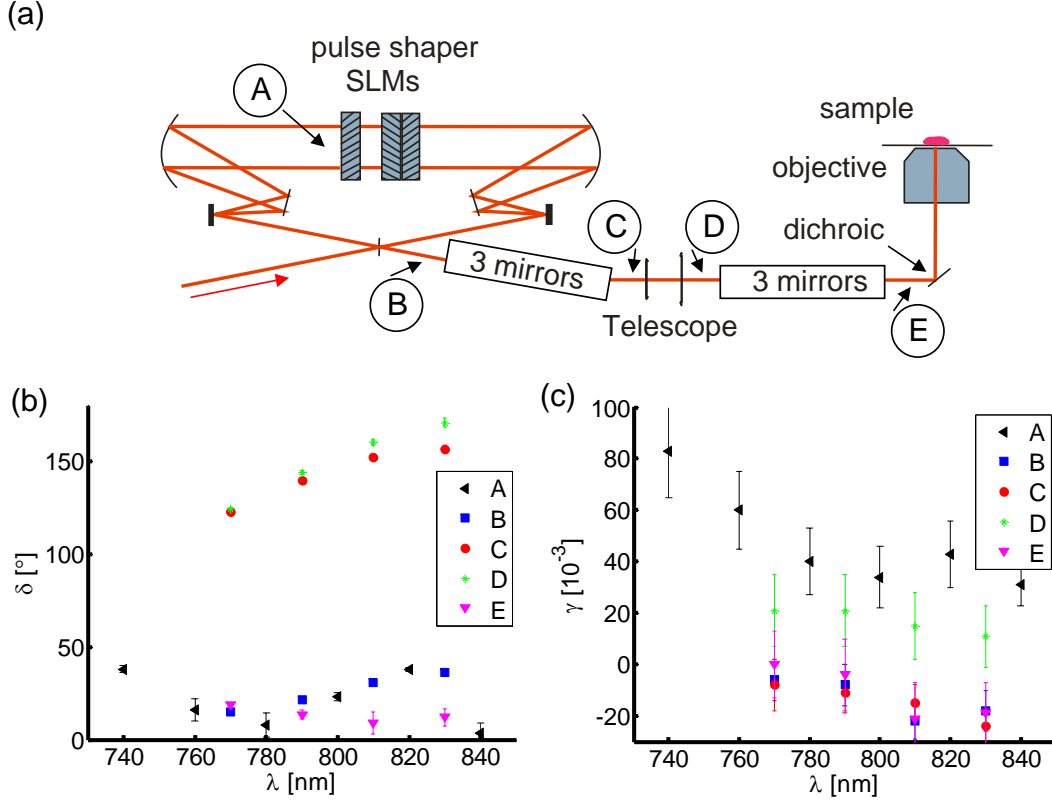 (a)
pulse shaper
SLMs
A
sample
objective
dichroic
C
D
3 mirrors
3 mirrors
B
Telescope
E
(b)
δ [°]
150
100
50
0
740 760 780 800 820 840
λ [nm]
A
B
C
D
E
(c)
γ [10⁻³]
100
80
60
40
20
0
-20
740 760 780 800 820 840
λ [nm]
A
B
C
D
E